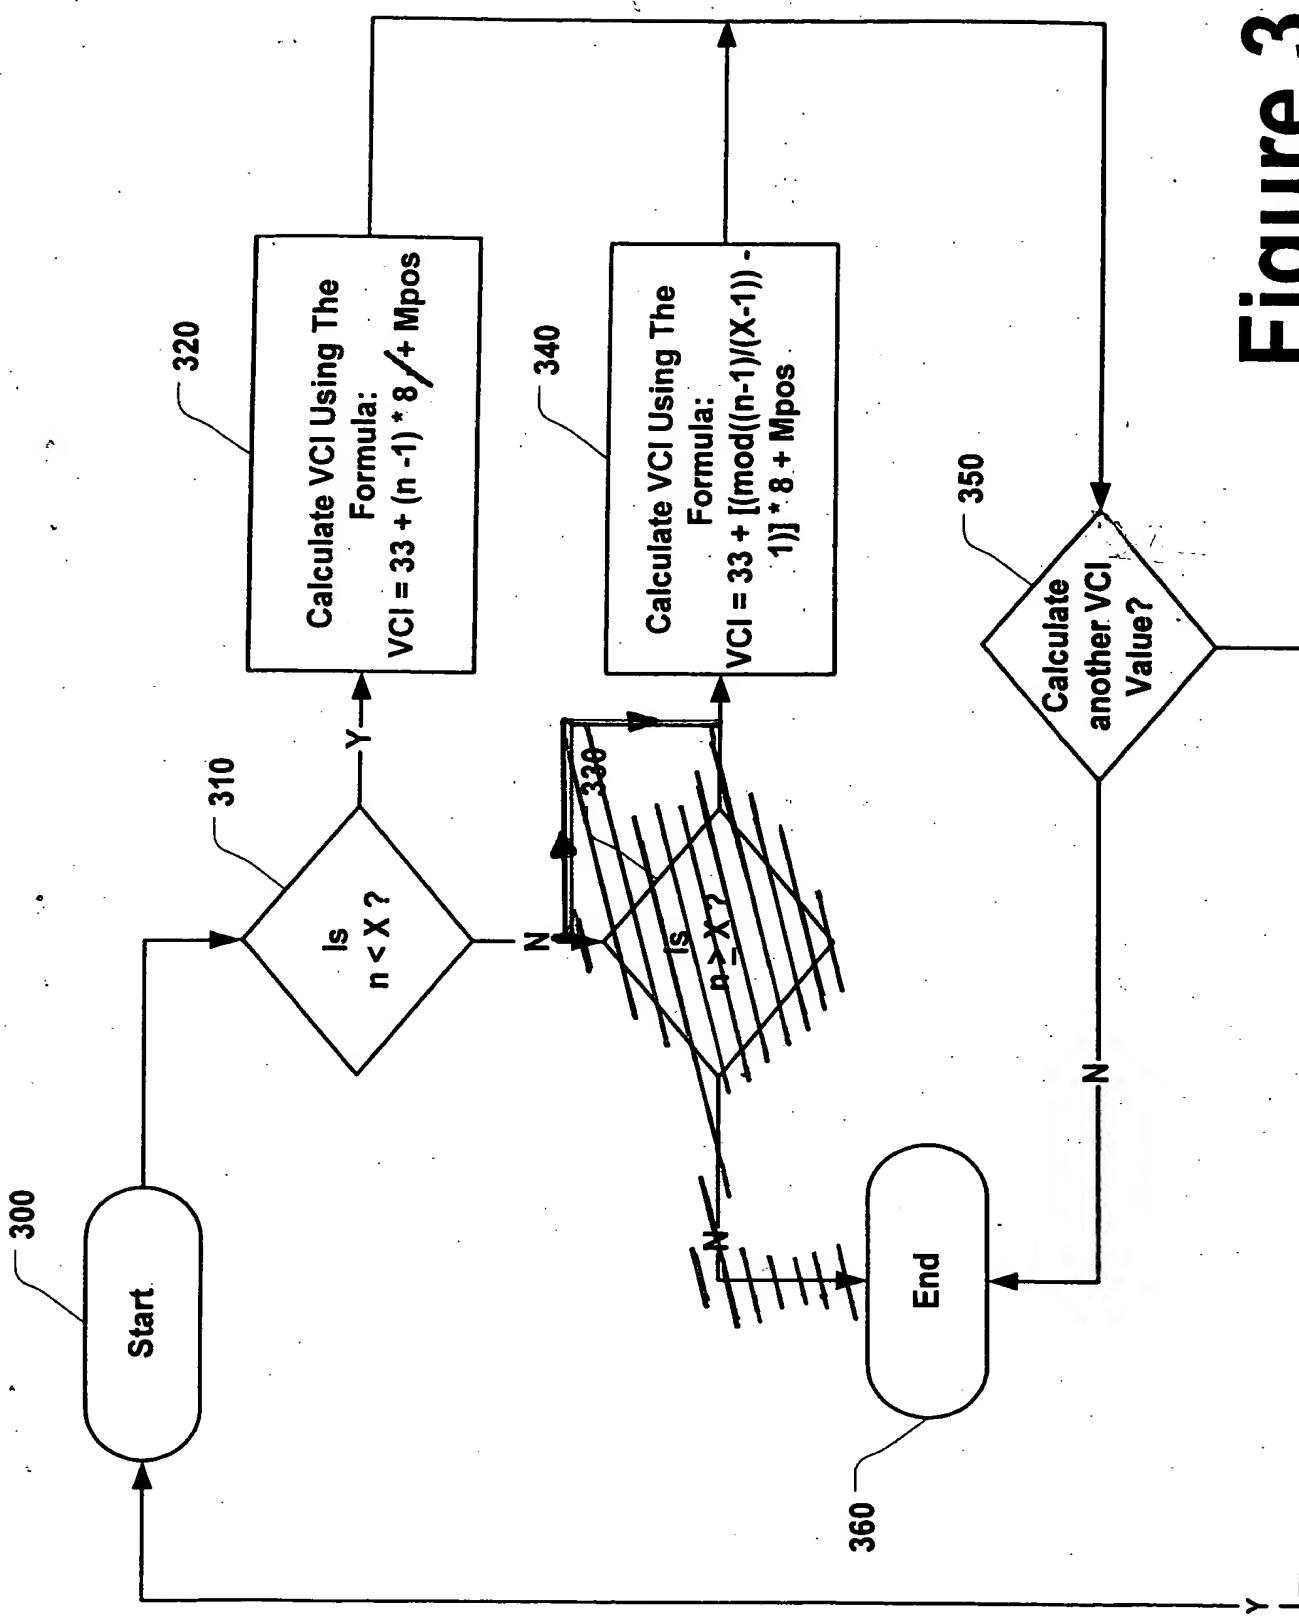 300
Start
310
Is
n < X ?
Y
320
Calculate VCI Using The
Formula:
VCI = 33 + (n -1) * 8 + Mpos
N
330
Is
n ≥ X ?
N
340
Calculate VCI Using The
Formula:
VCI = 33 + [(mod((n-1)/(X-1)) -
1)] * 8 + Mpos
350
Calculate
another VCI
Value?
N
Y
360
End
Figure 3